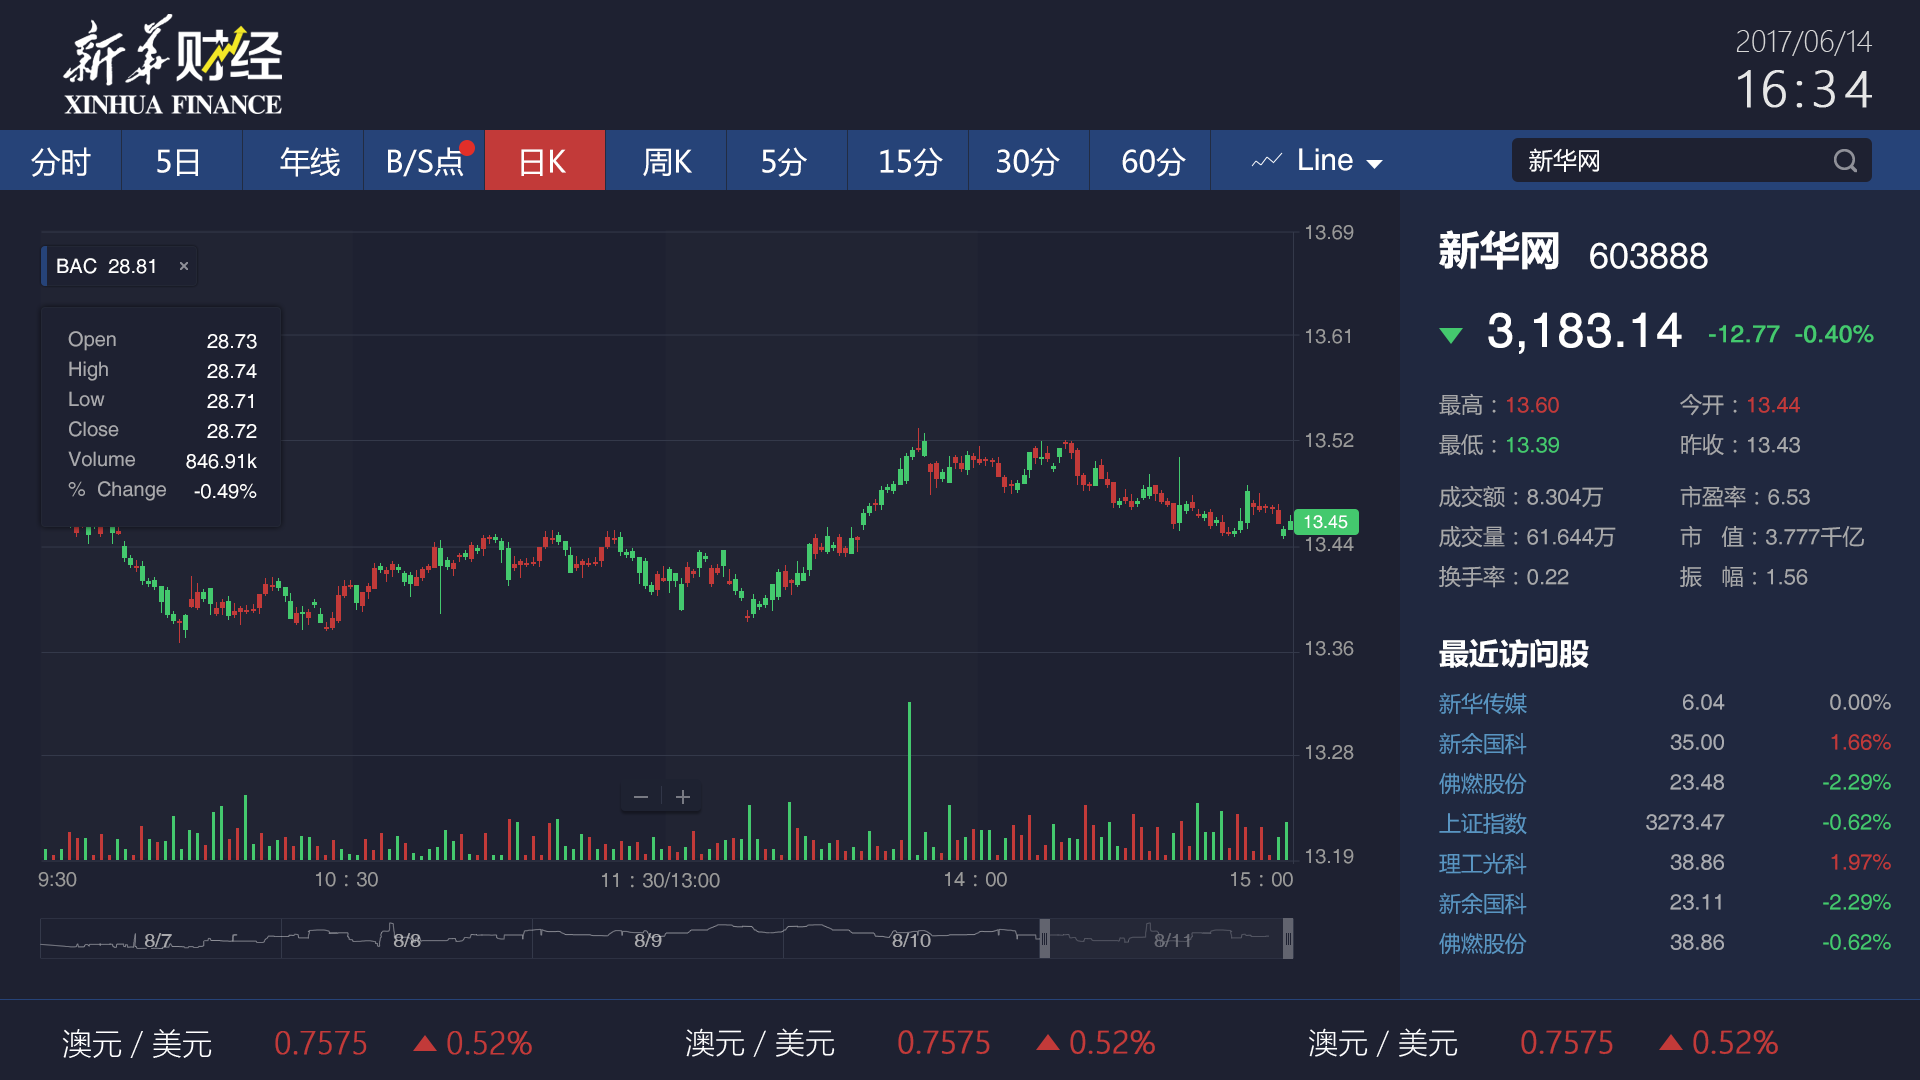 新华财经
XINHUA FINANCE
2017/06/14
16:34
分时 5日 年线 B/S点 日K 周K 5分 15分 30分 60分 Line 新华网
BAC 28.81 ×
Open 28.73
High 28.74
Low 28.71
Close 28.72
Volume 846.91k
% Change -0.49%
13.69
13.61
13.52
13.45
13.44
13.36
13.28
13.19
9:30 10：30 11：30/13:00 14：00 15：00
8/7 8/8 8/9 8/10 8/11
新华网 603888
3,183.14 -12.77 -0.40%
最高：13.60 今开：13.44
最低：13.39 昨收：13.43
成交额：8.304万 市盈率：6.53
成交量：61.644万 市 值：3.777千亿
换手率：0.22 振 幅：1.56
最近访问股
新华传媒 6.04 0.00%
新余国科 35.00 1.66%
佛燃股份 23.48 -2.29%
上证指数 3273.47 -0.62%
理工光科 38.86 1.97%
新余国科 23.11 -2.29%
佛燃股份 38.86 -0.62%
澳元 / 美元 0.7575 ▲ 0.52% 澳元 / 美元 0.7575 ▲ 0.52% 澳元 / 美元 0.7575 ▲ 0.52%